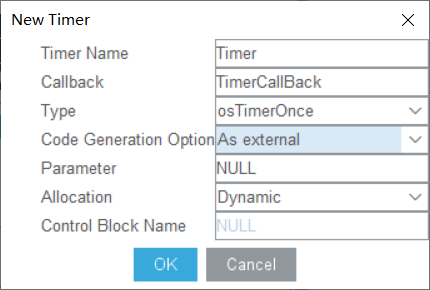 New Timer
Timer Name Timer
Callback TimerCallBack
Type osTimerOnce
Code Generation Option As external
Parameter NULL
Allocation Dynamic
Control Block Name NULL
OK Cancel